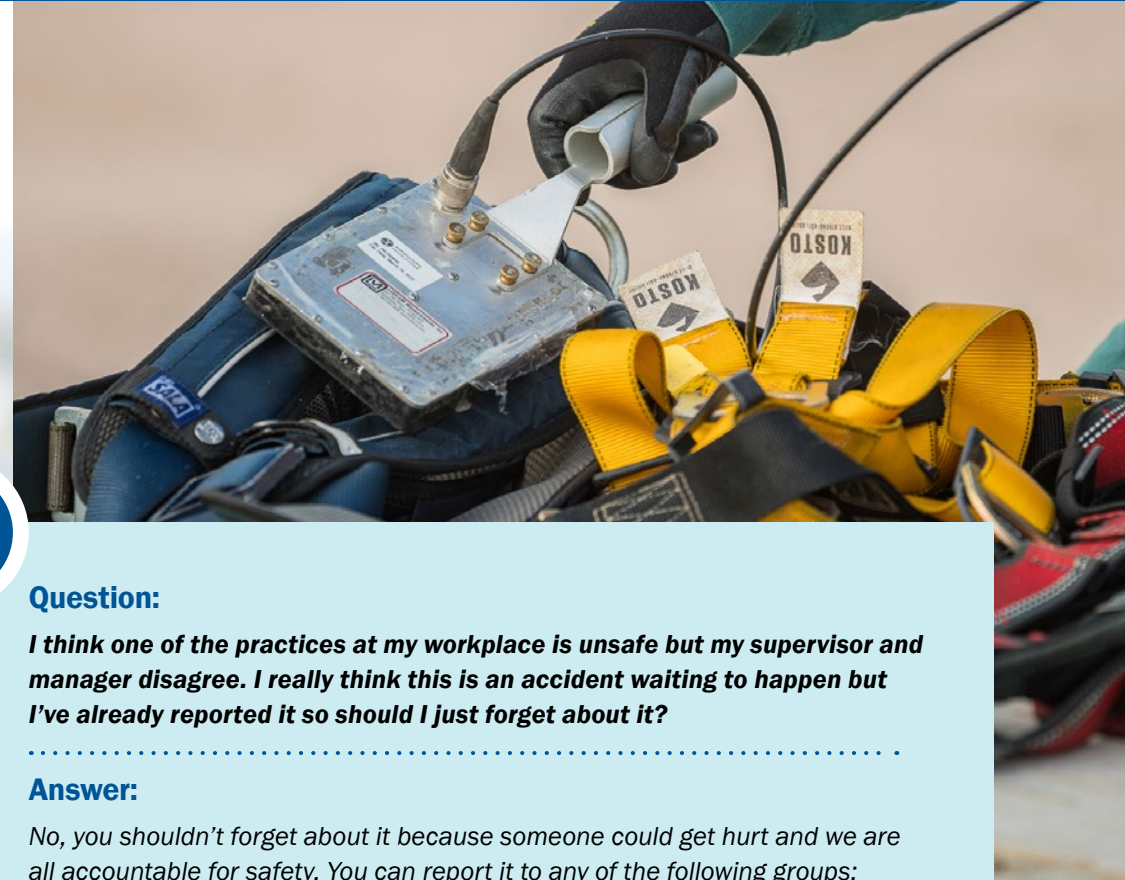 KOSTO
KOSTO
SALA
Question:
I think one of the practices at my workplace is unsafe but my supervisor and
manager disagree. I really think this is an accident waiting to happen but
I’ve already reported it so should I just forget about it?
Answer:
No, you shouldn’t forget about it because someone could get hurt and we are
all accountable for safety. You can report it to any of the following groups: